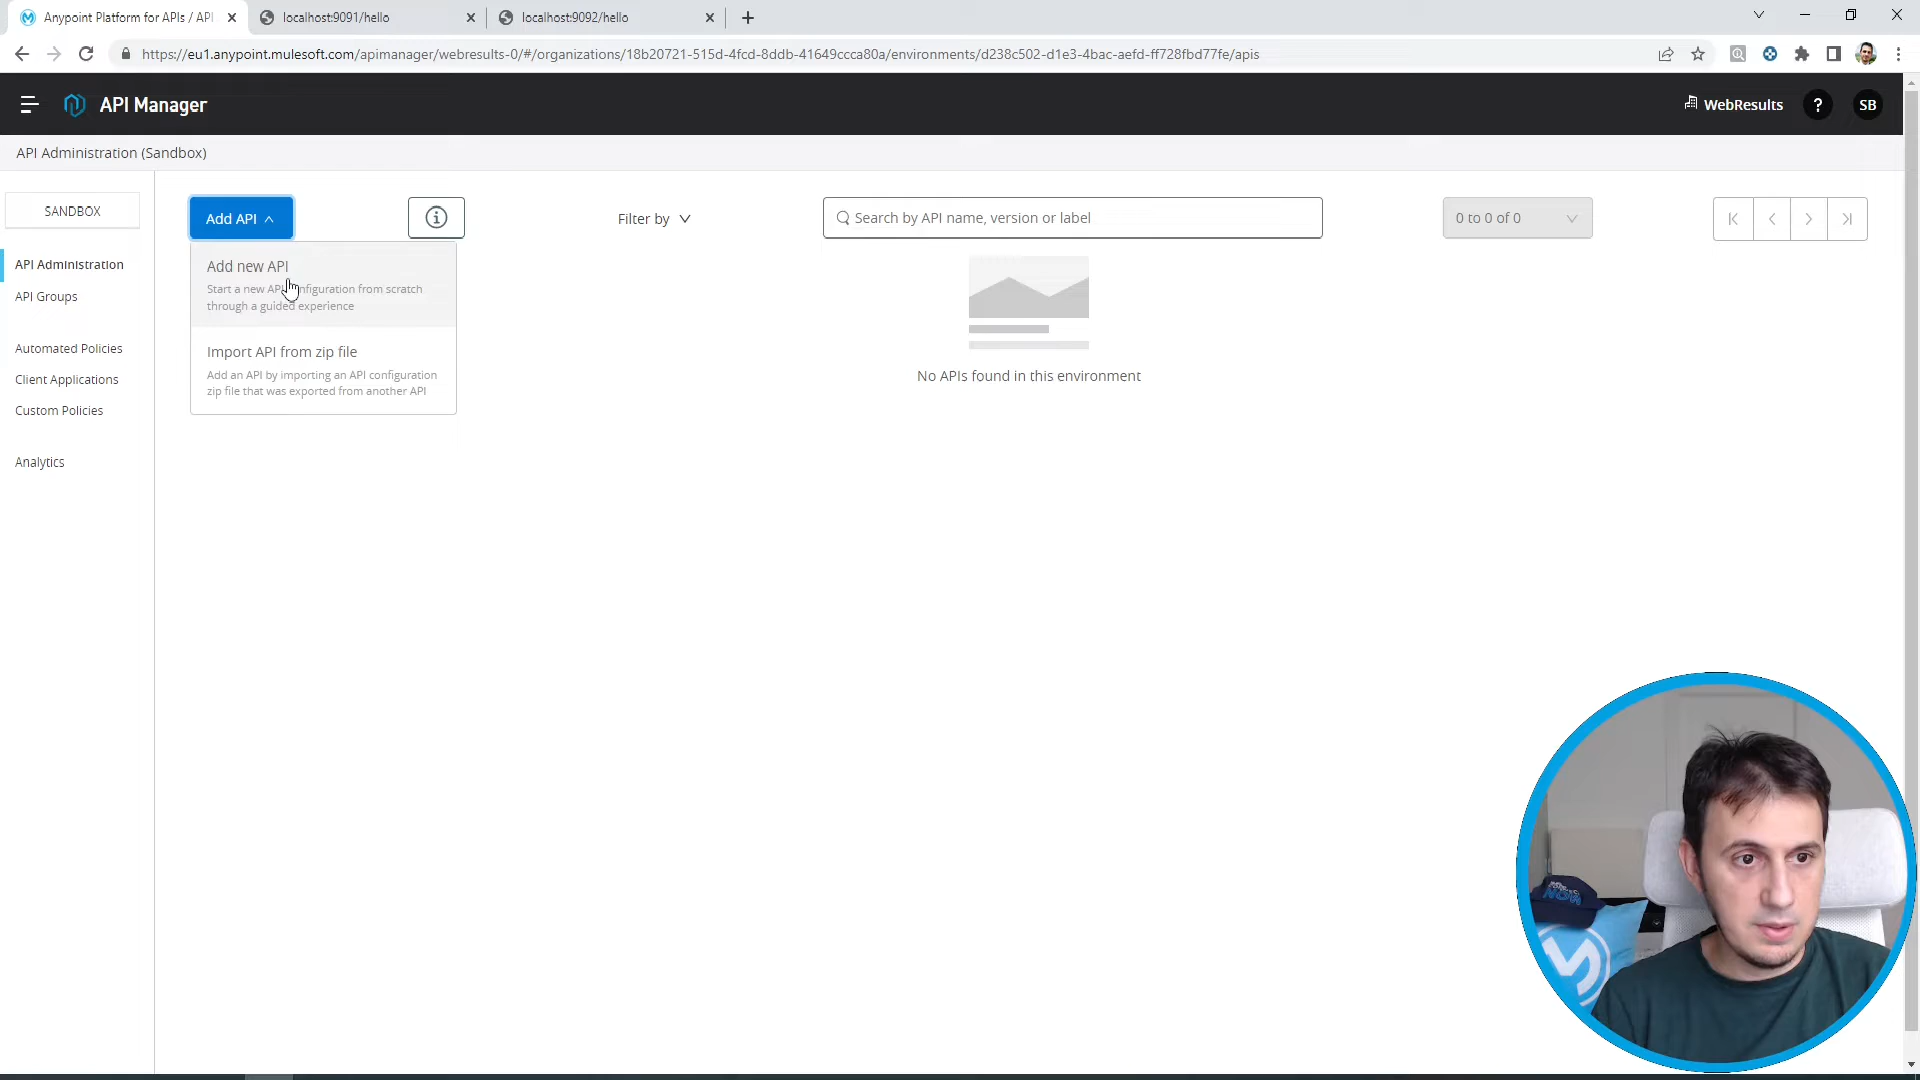 Anypoint Platform for APIs / API
localhost:9091/hello
localhost:9092/hello
https://eu1.anypoint.mulesoft.com/apimanager/webresults-0/#/organizations/18b20721-515d-4fcd-8ddb-41649ccca80a/environments/d238c502-d1e3-4bac-aefd-ff728fbd77fe/apis
API Manager
WebResults
?
SB
API Administration (Sandbox)
SANDBOX
API Administration
API Groups
Automated Policies
Client Applications
Custom Policies
Analytics
Add API
Filter by
Search by API name, version or label
0 to 0 of 0
Add new API
Start a new API configuration from scratch
through a guided experience
Import API from zip file
Add an API by importing an API configuration
zip file that was exported from another API
No APIs found in this environment
NOW